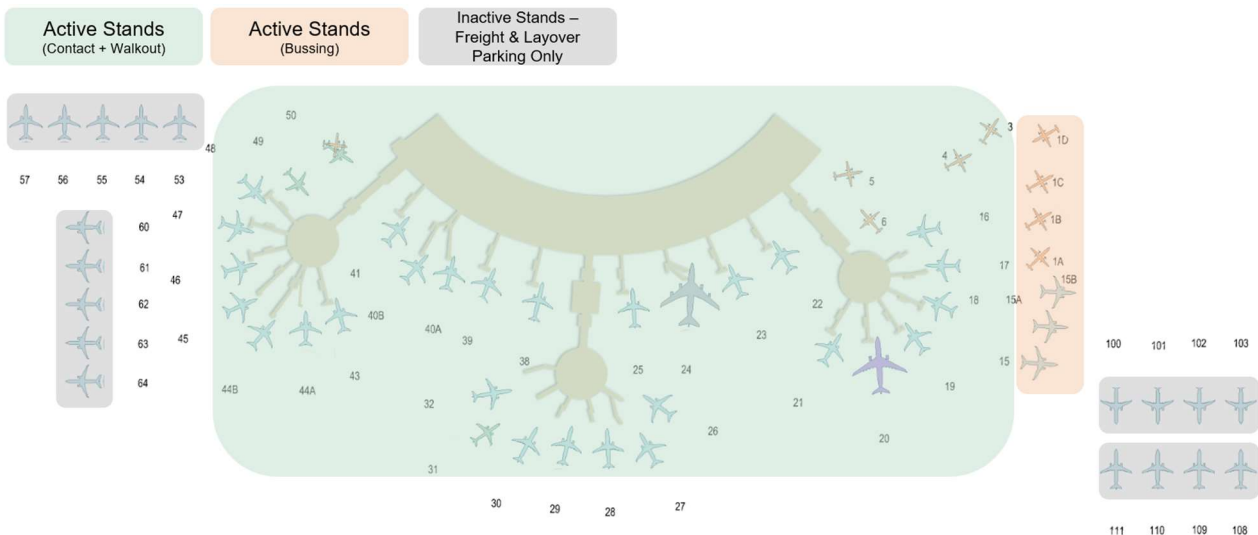 Active Stands
(Contact + Walkout)
Active Stands
(Bussing)
Inactive Stands –
Freight & Layover
Parking Only
50
3
1D
49
48
4
57 56 55 54 53
5
1C
47
60
6
16
1B
61
46
41
17
1A
15B
62
40B
22
18
15A
40A
23
63
45
39
100 101 102 103
38
25
24
15
64
44B
44A
43
19
32
21
26
20
31
30
29
28
27
111 110 109 108